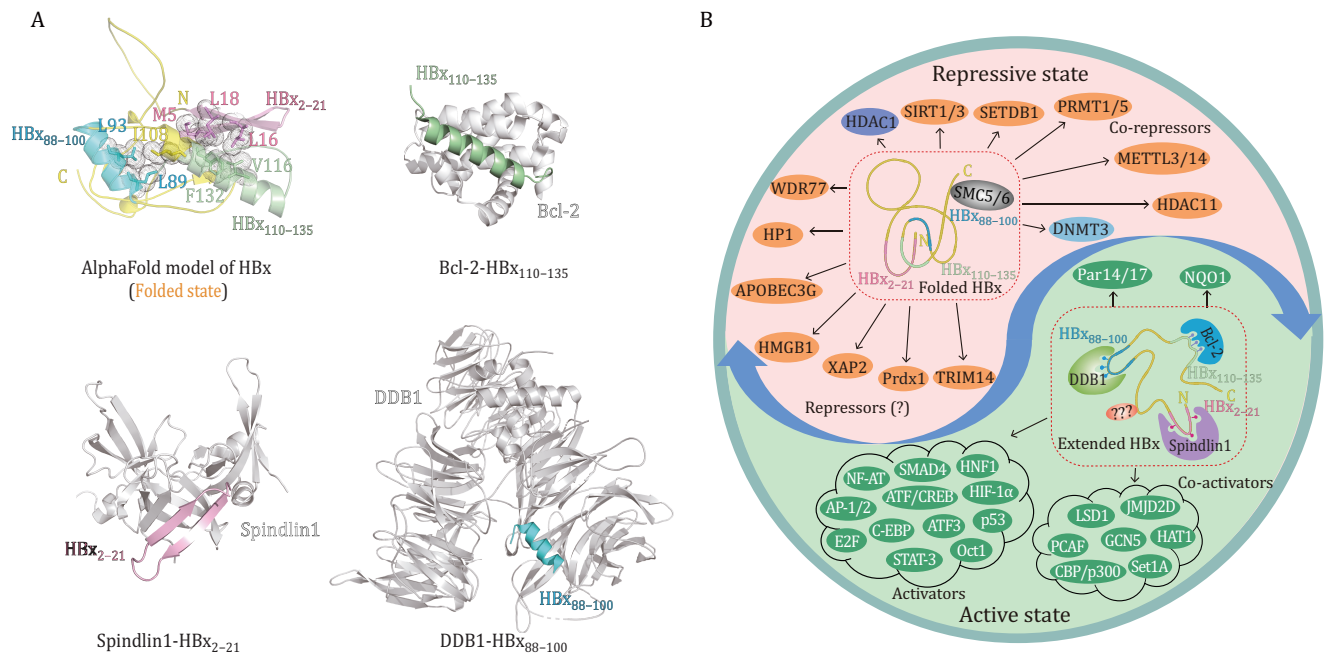 A
N
L18
M5
HBx2–21
L93
I108
HBx88–100
L16
C
V116
L89
F132
HBx110–135
AlphaFold model of HBx
(Folded state)
HBx110–135
Bcl-2
Bcl-2-HBx110–135
Spindlin1
HBx2–21
Spindlin1-HBx2–21
DDB1
HBx88–100
DDB1-HBx88–100
B
Repressive state
HDAC1
SIRT1/3
SETDB1
PRMT1/5
Co-repressors
METTL3/14
WDR77
C
SMC5/6
HDAC11
HBx88–100
HP1
N
DNMT3
HBx110–135
HBx2–21
Folded HBx
APOBEC3G
HMGB1
XAP2
Prdx1
TRIM14
Repressors (?)
Par14/17
NQO1
HBx88–100
Bcl-2
DDB1
HBx110–135
C
N
HBx2–21
???
Extended HBx
Spindlin1
Co-activators
NF-AT
SMAD4
HNF1
ATF/CREB
HIF-1α
AP-1/2
C-EBP
ATF3
p53
E2F
STAT-3
Oct1
Activators
LSD1
JMJD2D
PCAF
GCN5
HAT1
CBP/p300
Set1A
Active state